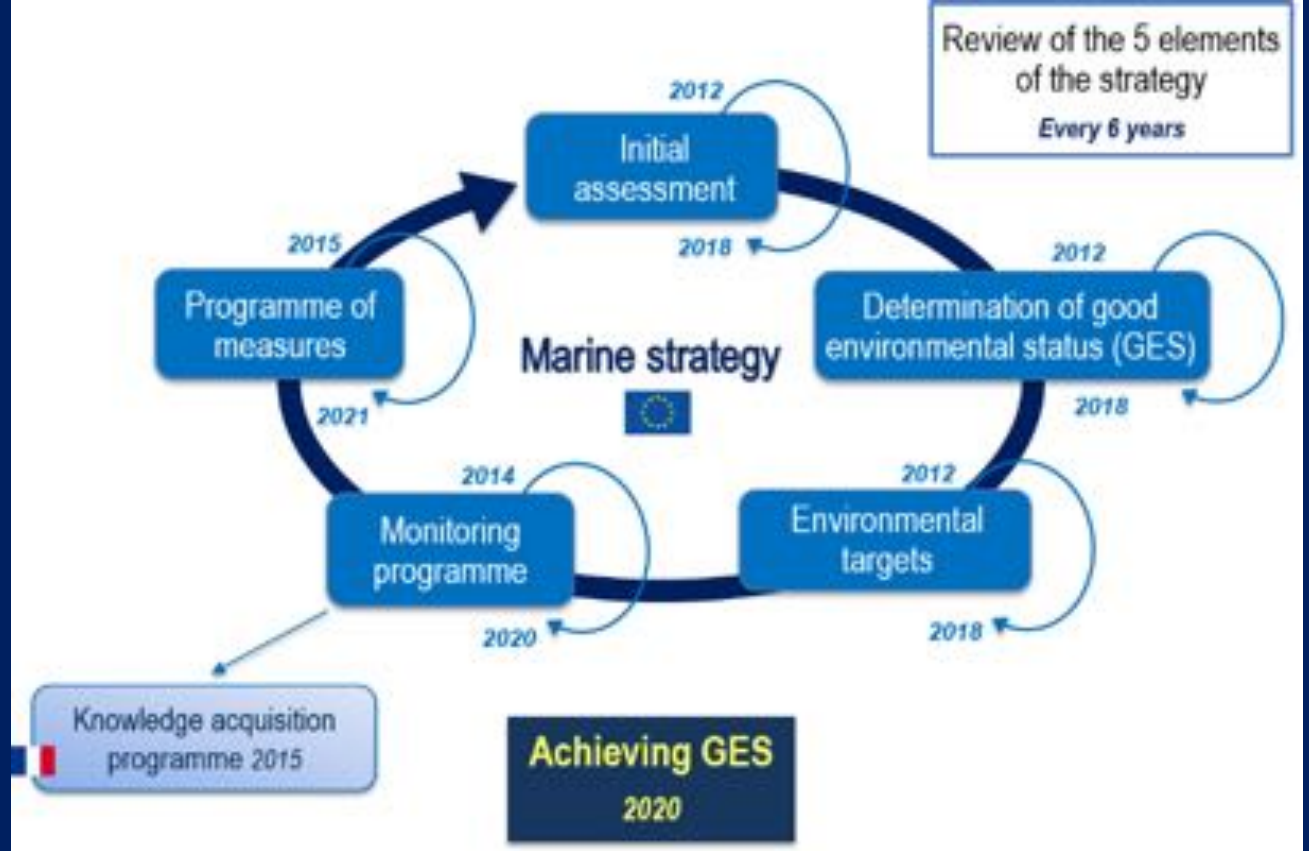 Review of the 5 elements
of the strategy
Every 6 years
2012
Initial
assessment
2018
2012
Determination of good
environmental status (GES)
2018
2012
Environmental
targets
2018
2014
Monitoring
programme
2020
2015
Programme of
measures
2021
Marine strategy
Knowledge acquisition
programme 2015
Achieving GES
2020